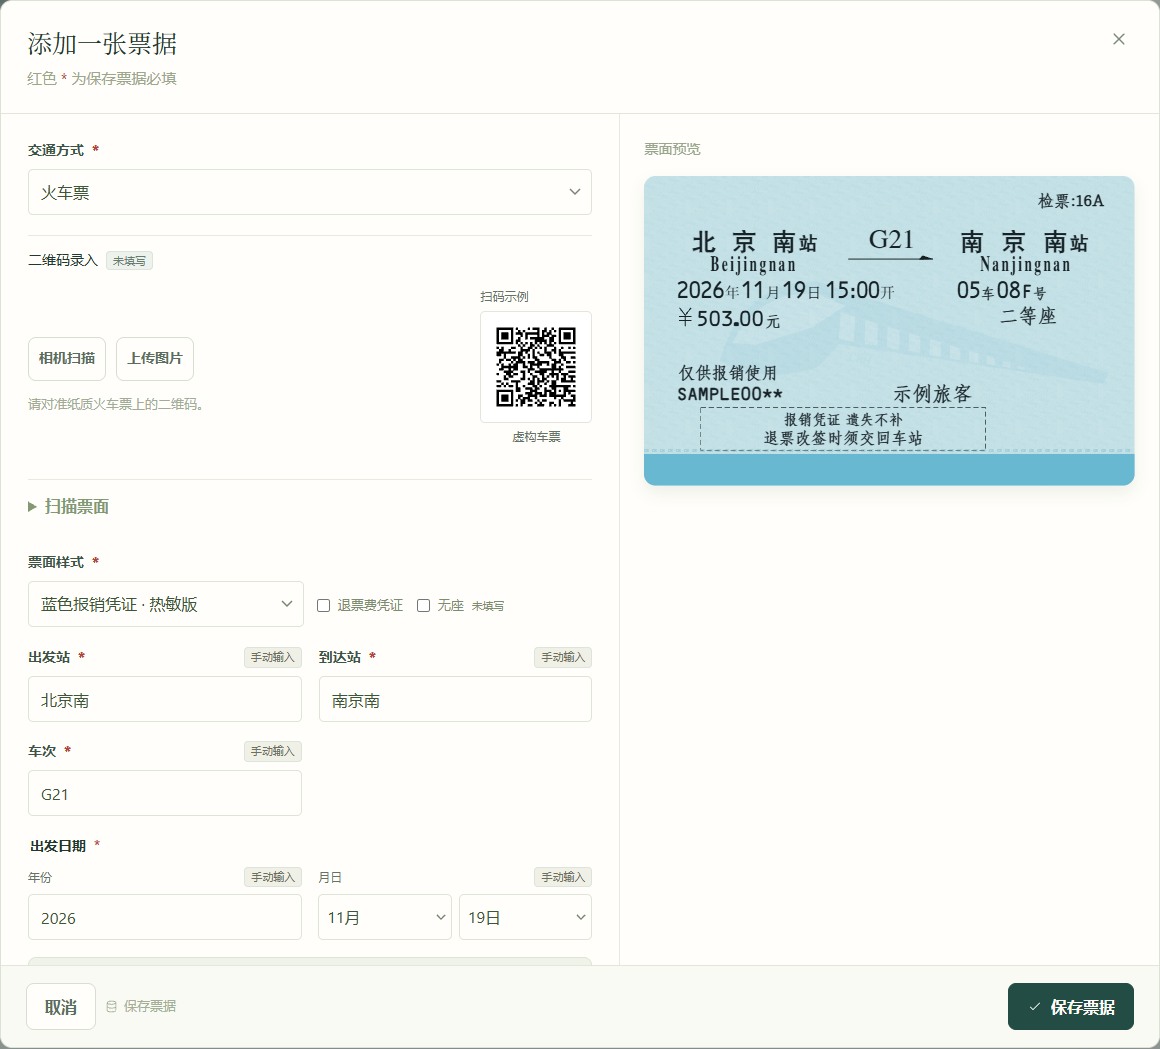 添加一张票据
红色 * 为保存票据必填
交通方式 *
火车票
二维码录入 未填写
扫码示例
相机扫描 上传图片
请对准纸质火车票上的二维码。
虚构车票
扫描票面
票面样式 *
蓝色报销凭证 · 热敏版 退票费凭证 无座 未填写
出发站 * 手动输入 到达站 * 手动输入
北京南 南京南
车次 * 手动输入
G21
出发日期 *
年份 手动输入 月日 手动输入
2026 11月 19日
取消 保存票据
票面预览
检票:16A
北京南站 G21 南京南站
Beijingnan Nanjingnan
2026年11月19日15:00开 05车08F号
￥503.00元 二等座
仅供报销使用
SAMPLE00** 示例旅客
报销凭证 遗失不补
退票改签时须交回车站
保存票据